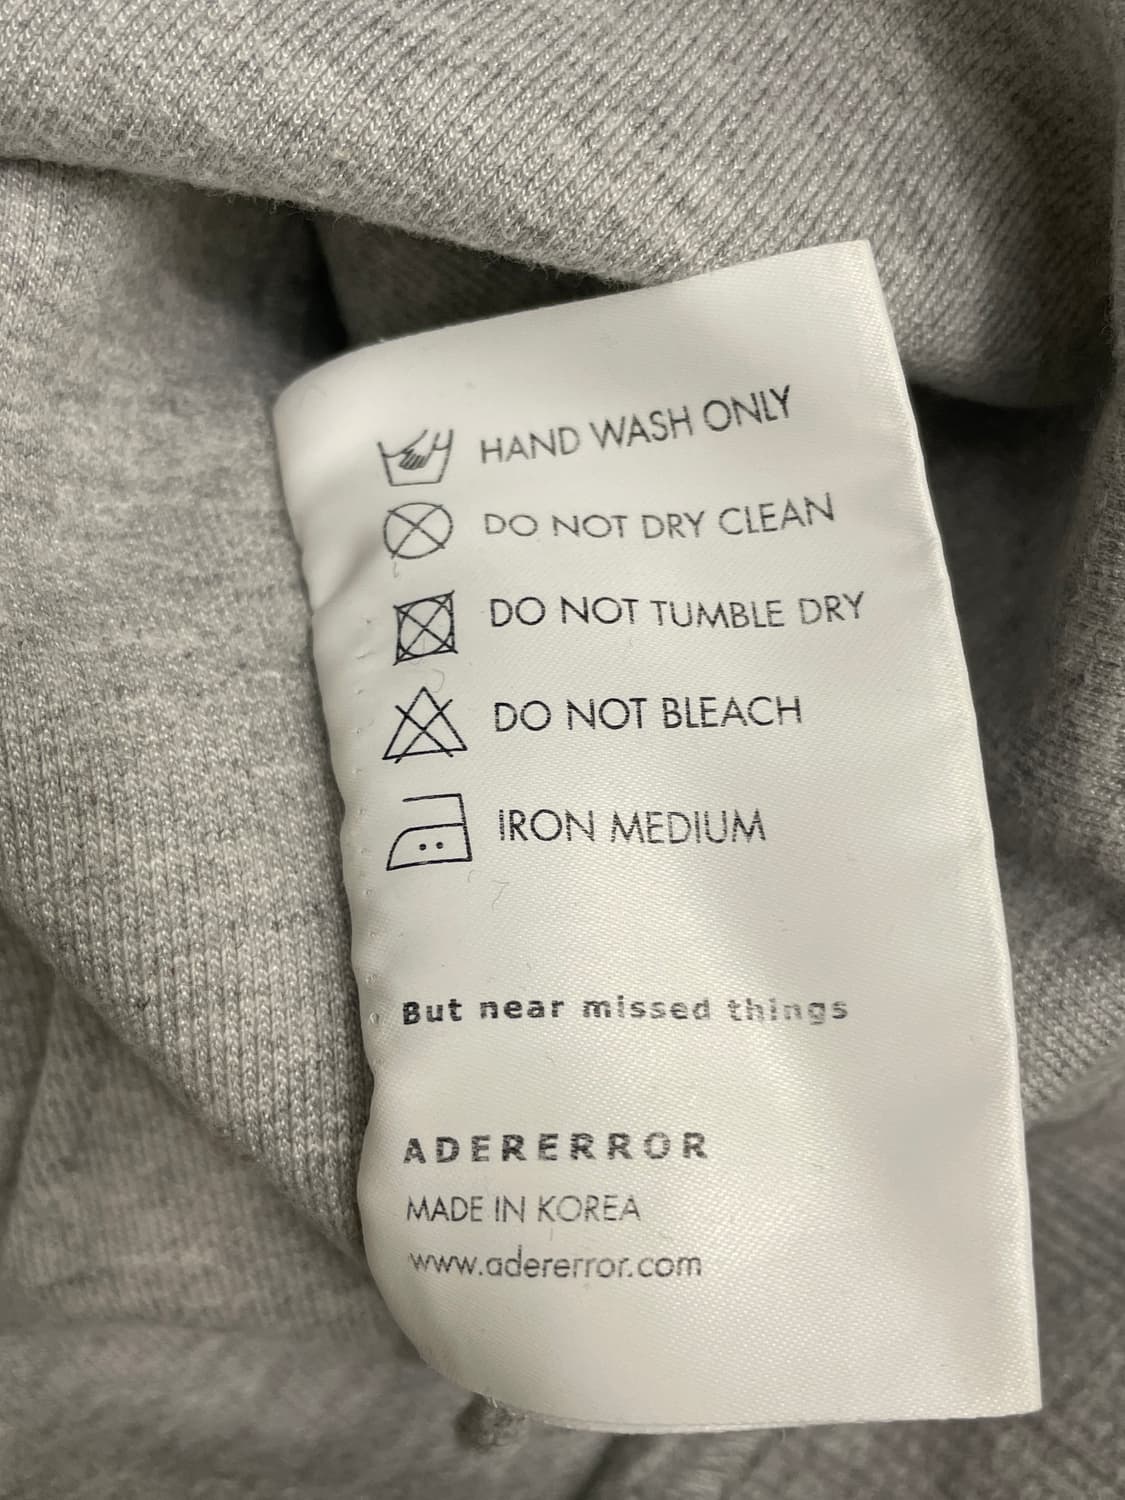 HAND WASH ONLY
DO NOT DRY CLEAN
DO NOT TUMBLE DRY
DO NOT BLEACH
IRON MEDIUM
But near missed things
ADERERROR
MADE IN KOREA
www.adererror.com